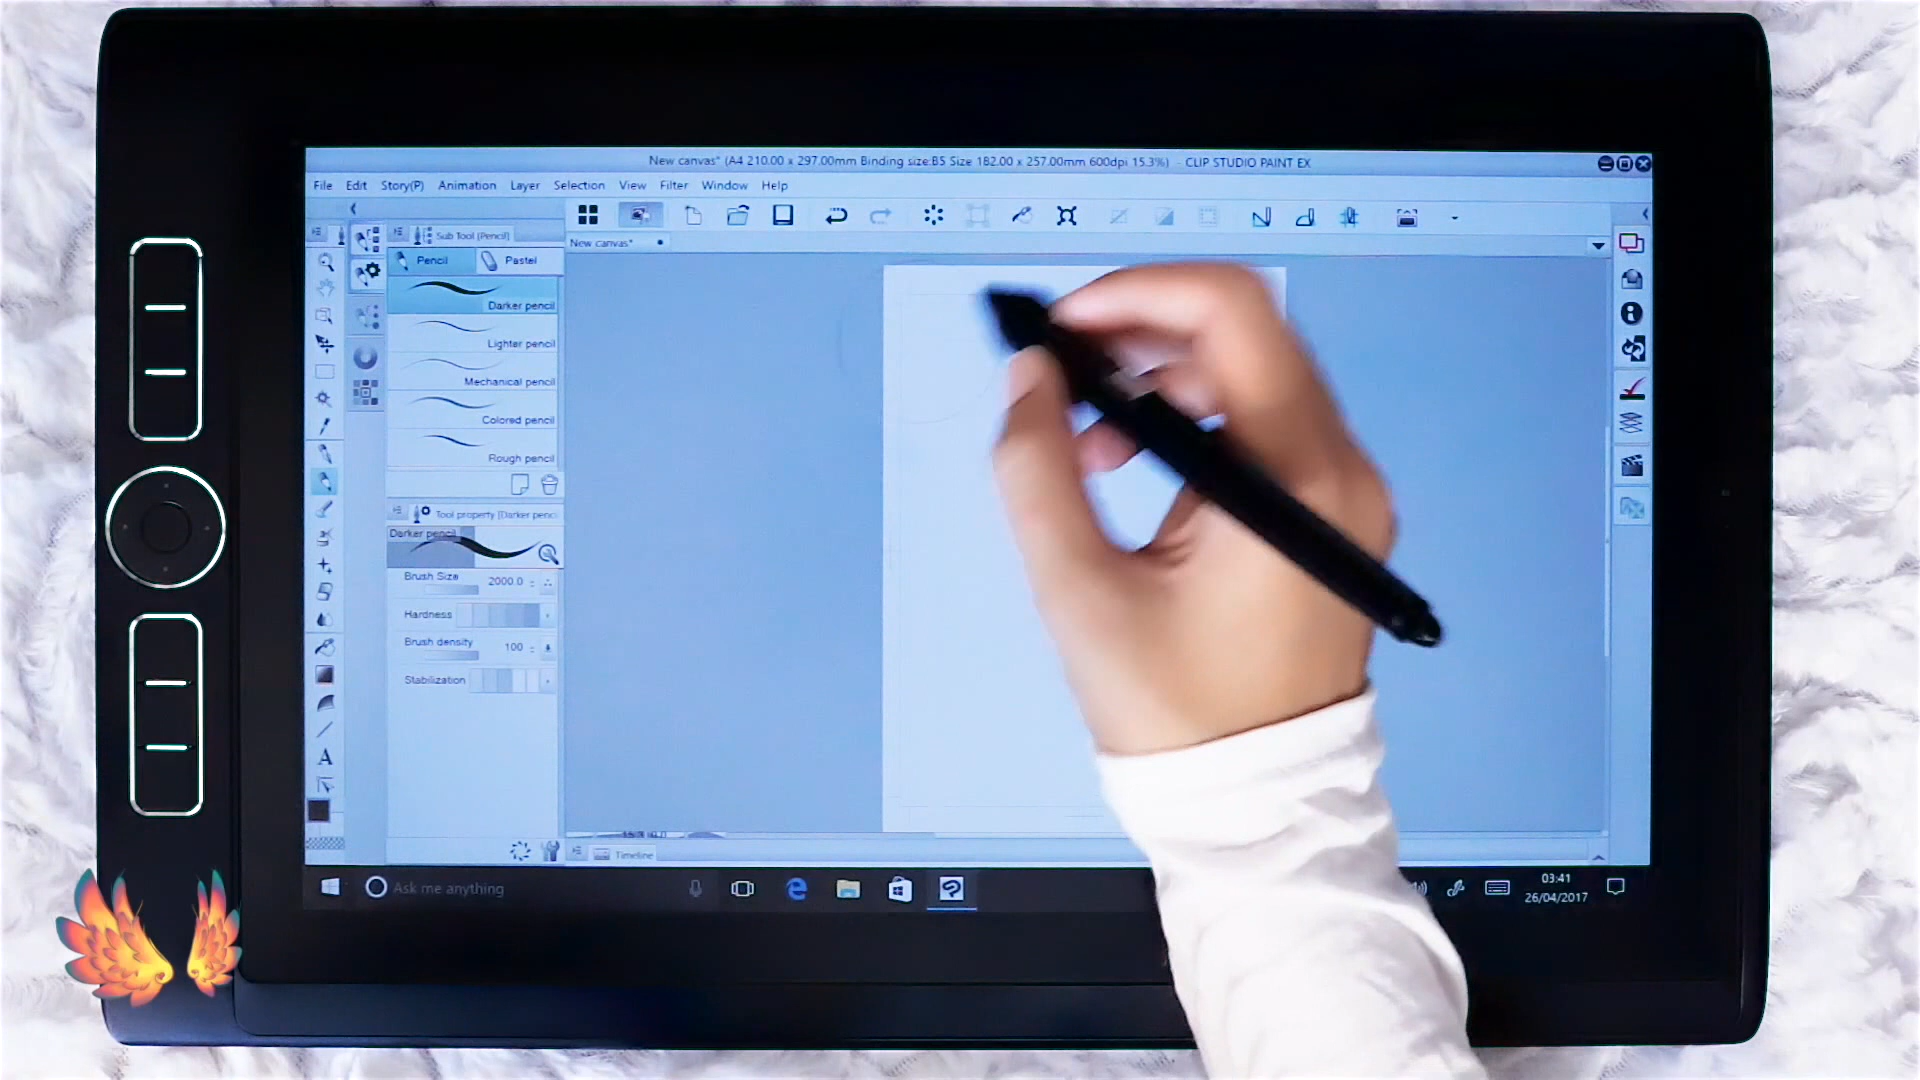 New canvas* (A4 210.00 x 297.00mm Binding size:B5 Size 182.00 x 257.00mm 600dpi 15.3%) - CLIP STUDIO PAINT EX
File Edit Story(P) Animation Layer Selection View Filter Window Help
Sub Tool [Pencil]
New canvas*
Pencil Pastel
Darker pencil
Lighter pencil
Mechanical pencil
Colored pencil
Rough pencil
Tool property [Darker penc
Darker pencil
Brush Size 2000.0
Hardness
Brush density 100
Stabilization
A
Timeline
Ask me anything
03:41
26/04/2017